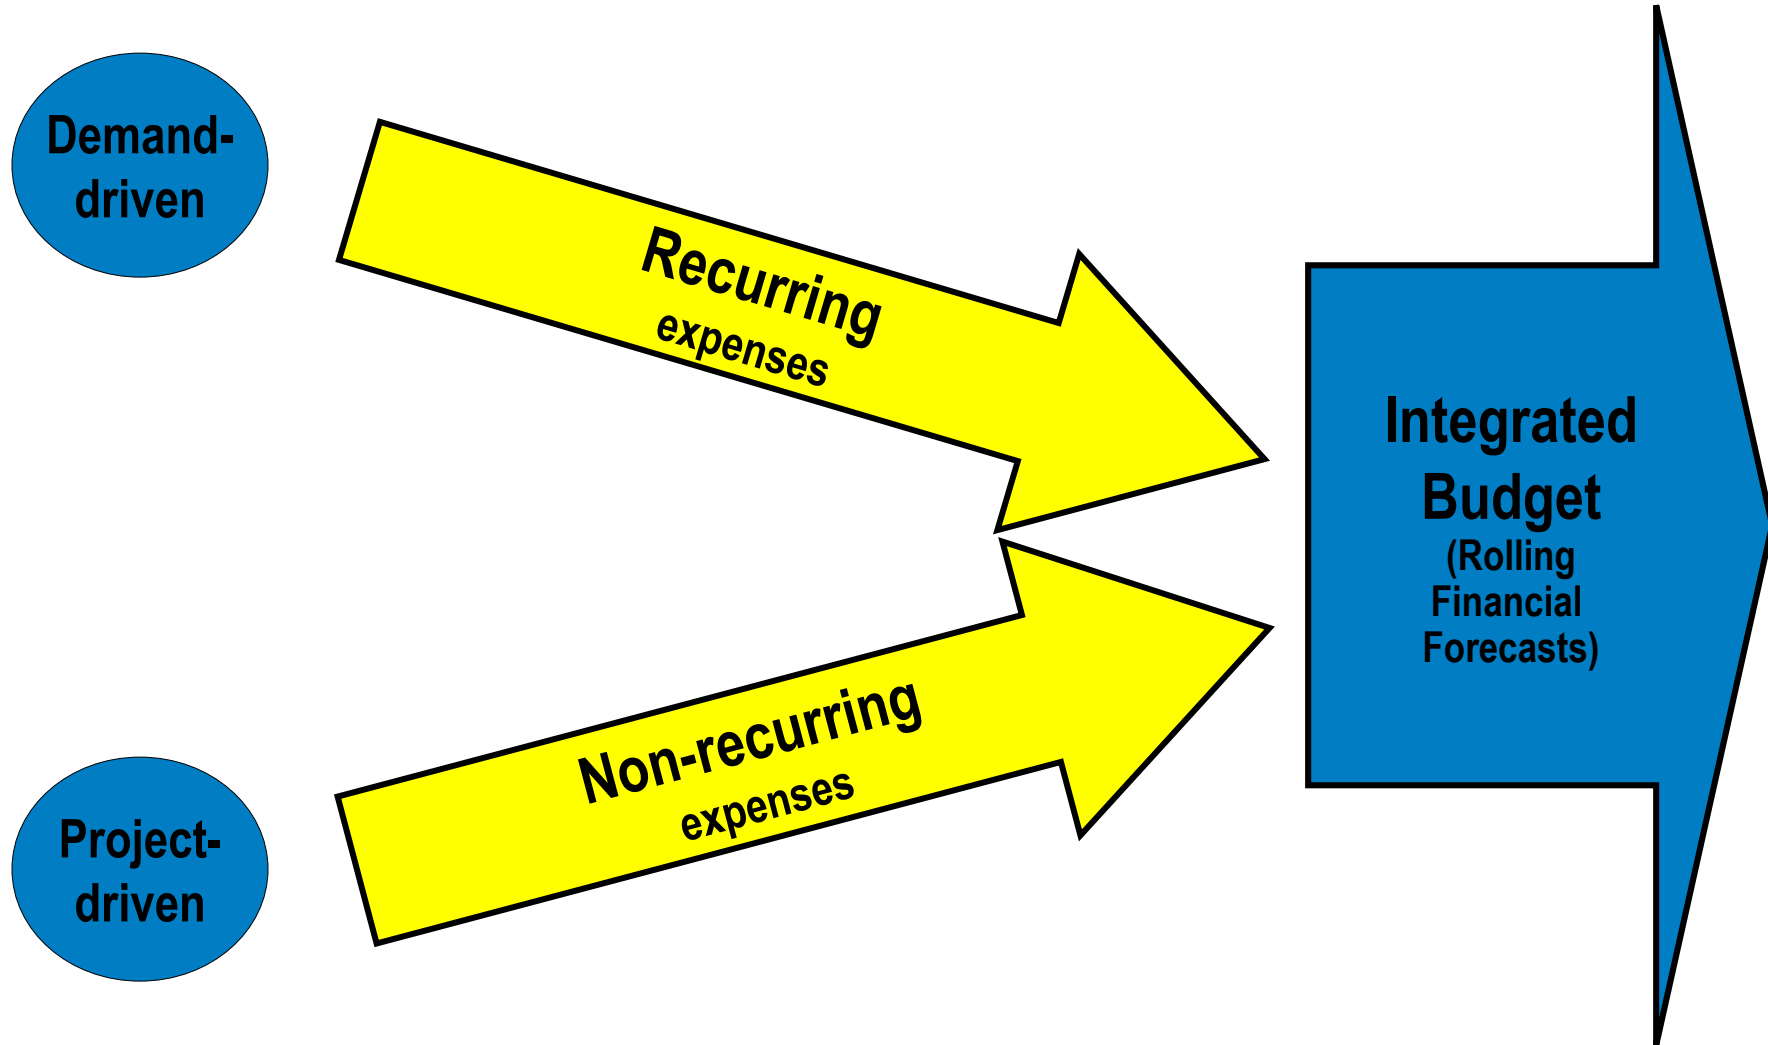 Demand-
driven
Recurring
expenses
Integrated
Budget
(Rolling
Financial
Forecasts)
Non-recurring
expenses
Project-
driven